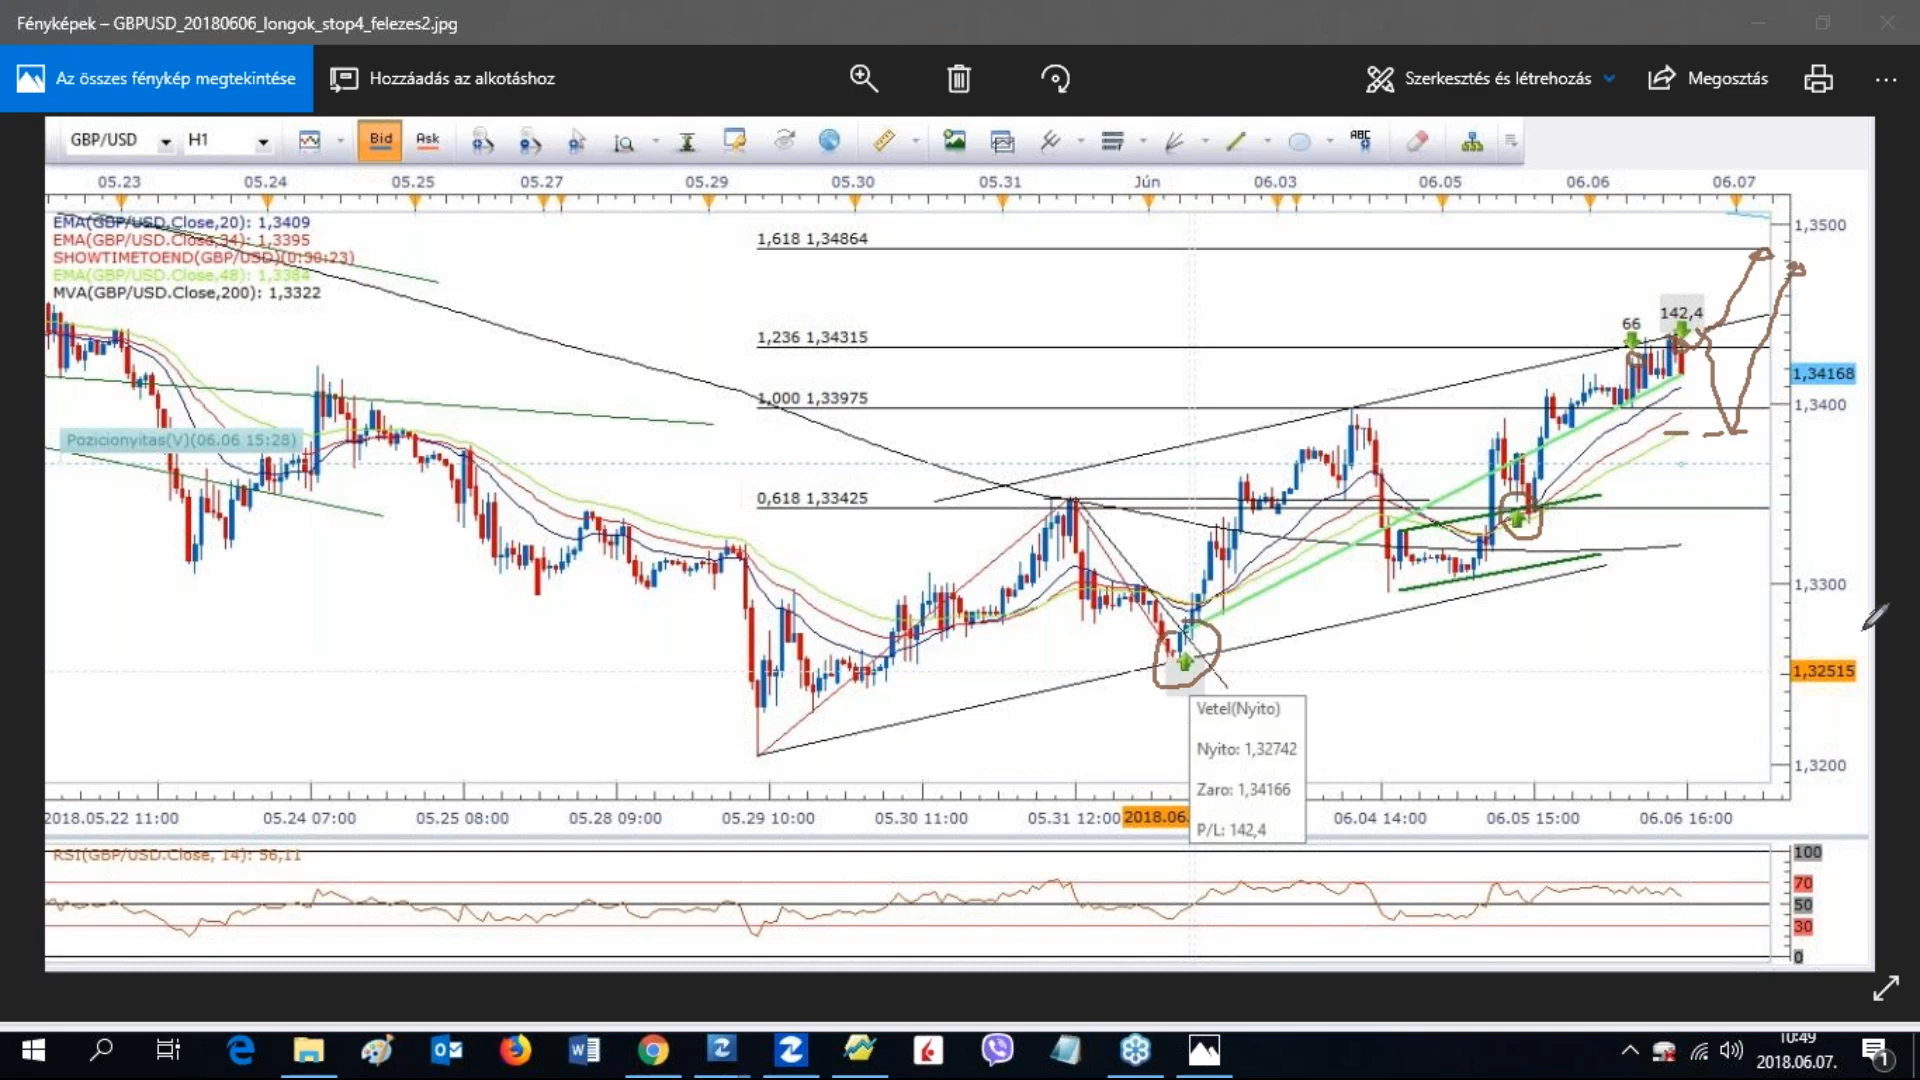 Fényképek – GBPUSD_20180606_longok_stop4_felezes2.jpg
Az összes fénykép megtekintése
Hozzáadás az alkotáshoz
Szerkesztés és létrehozás
Megosztás
GBP/USD
H1
Bid
Ask
ABC
05.23 05.24 05.25 05.27 05.29 05.30 05.31 Jún 06.03 06.05 06.06 06.07
EMA(GBP/USD.Close,20): 1,3409
EMA(GBP/USD.Close,34): 1,3395
SHOWTIMETOEND(GBP/USD)(0:30:23)
EMA(GBP/USD.Close,48): 1,3384
MVA(GBP/USD.Close,200): 1,3322
1,618 1,34864
1,236 1,34315
1,000 1,33975
0,618 1,33425
66
142,4
Pozicionyitas(V)(06.06 15:28)
1,3500
1,34168
1,3400
1,3300
1,32515
1,3200
Vetel(Nyito)
Nyito: 1,32742
Zaro: 1,34166
P/L: 142,4
2018.05.22 11:00 05.24 07:00 05.25 08:00 05.28 09:00 05.29 10:00 05.30 11:00 05.31 12:00 2018.06. 06.04 14:00 06.05 15:00 06.06 16:00
RSI(GBP/USD.Close, 14): 56,11
100
70
50
30
0
10:49
2018.06.07.
1